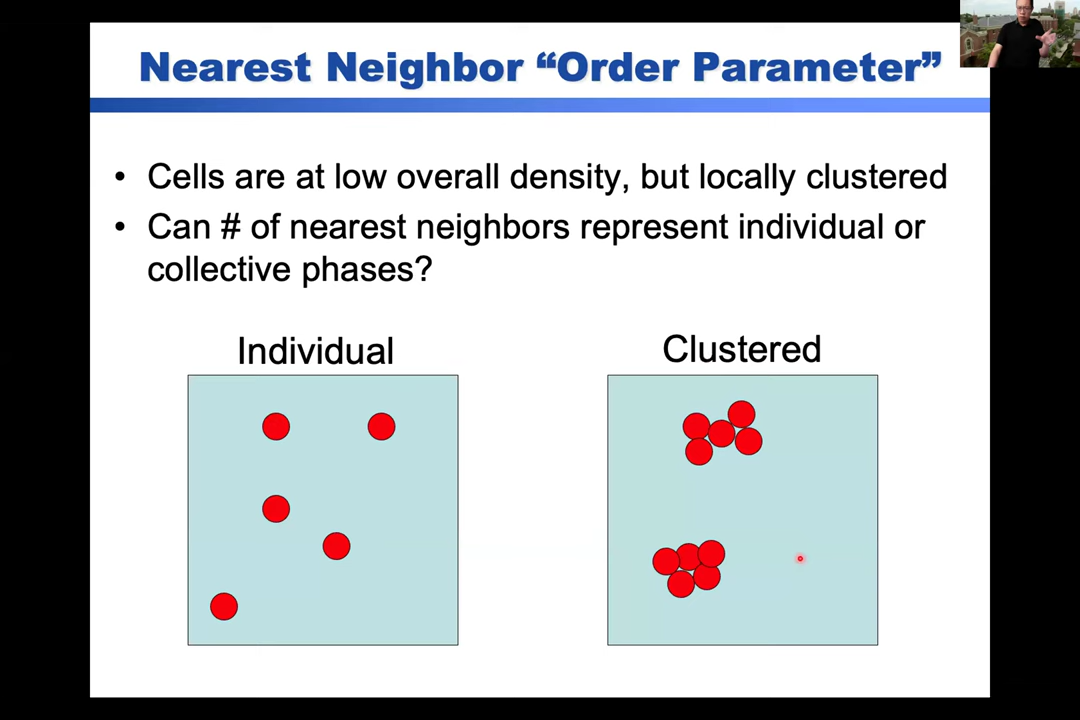 Nearest Neighbor “Order Parameter”
• Cells are at low overall density, but locally clustered
• Can # of nearest neighbors represent individual or
collective phases?
Individual
Clustered